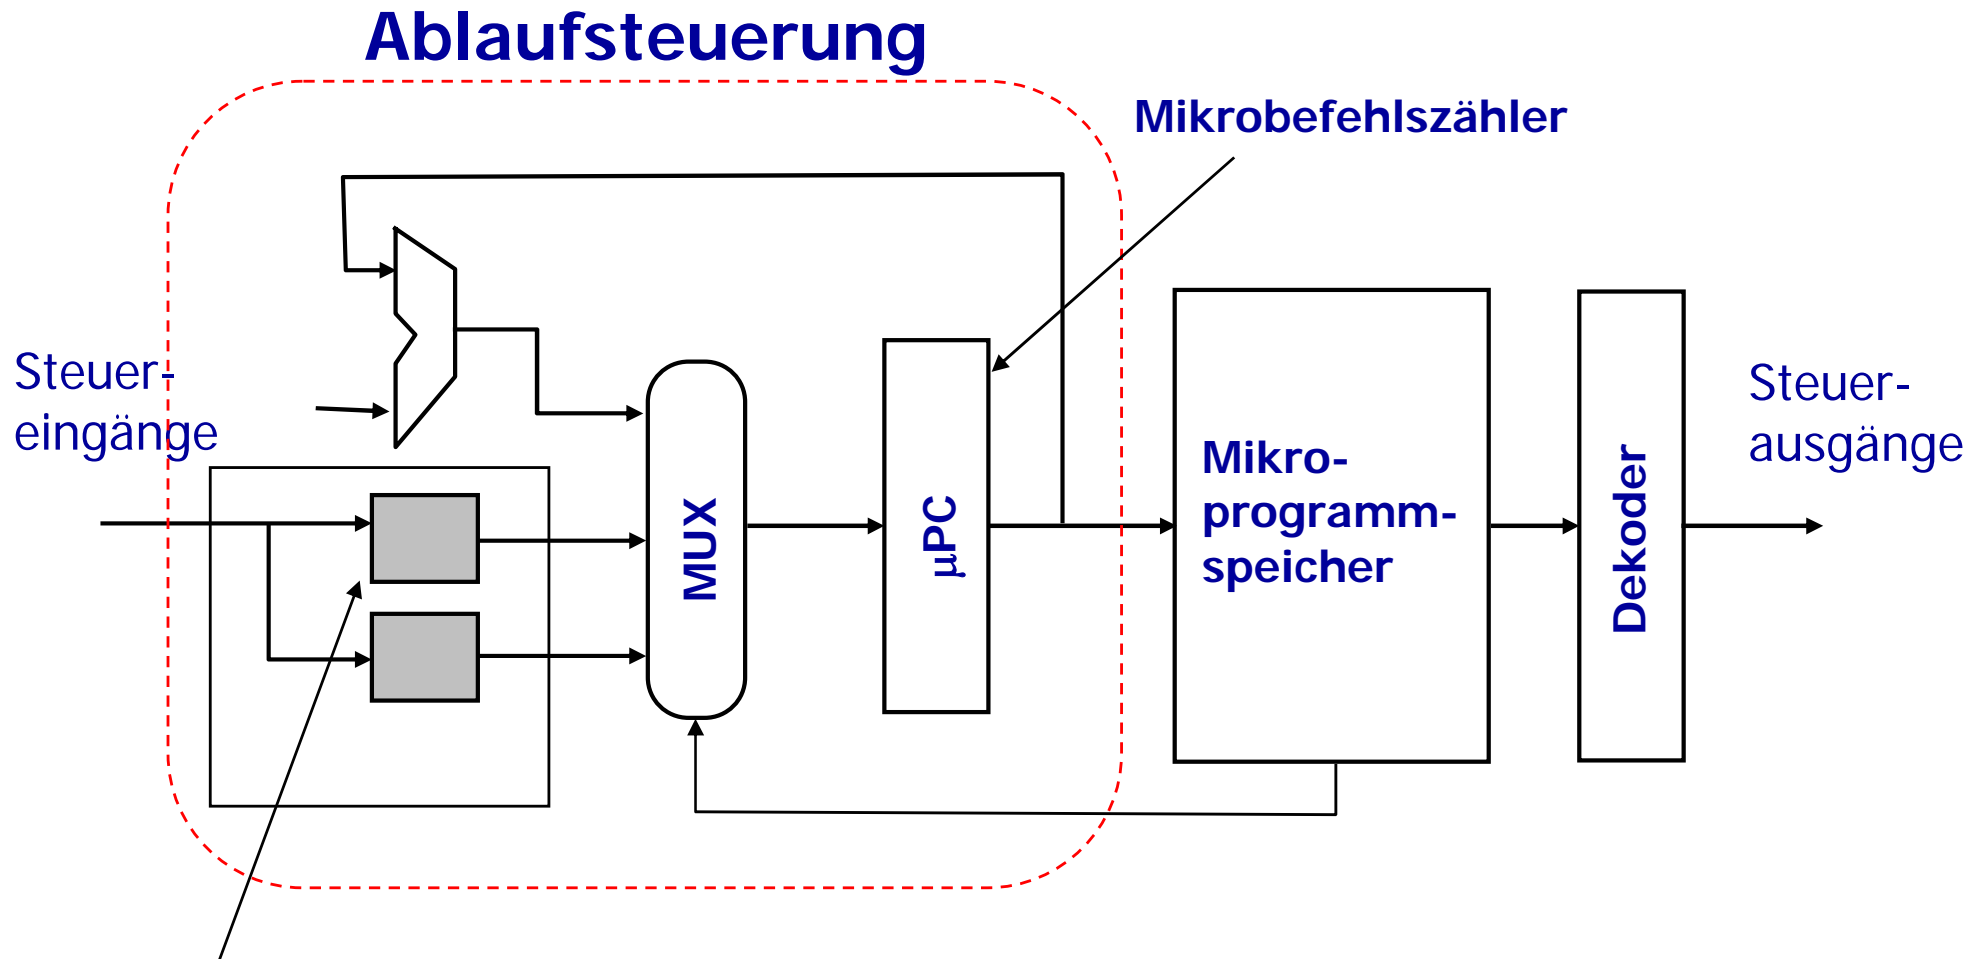 Ablaufsteuerung
Mikrobefehlszähler
Steuer-
eingänge
MUX
µPC
Mikro-
programm-
speicher
Dekoder
Steuer-
ausgänge